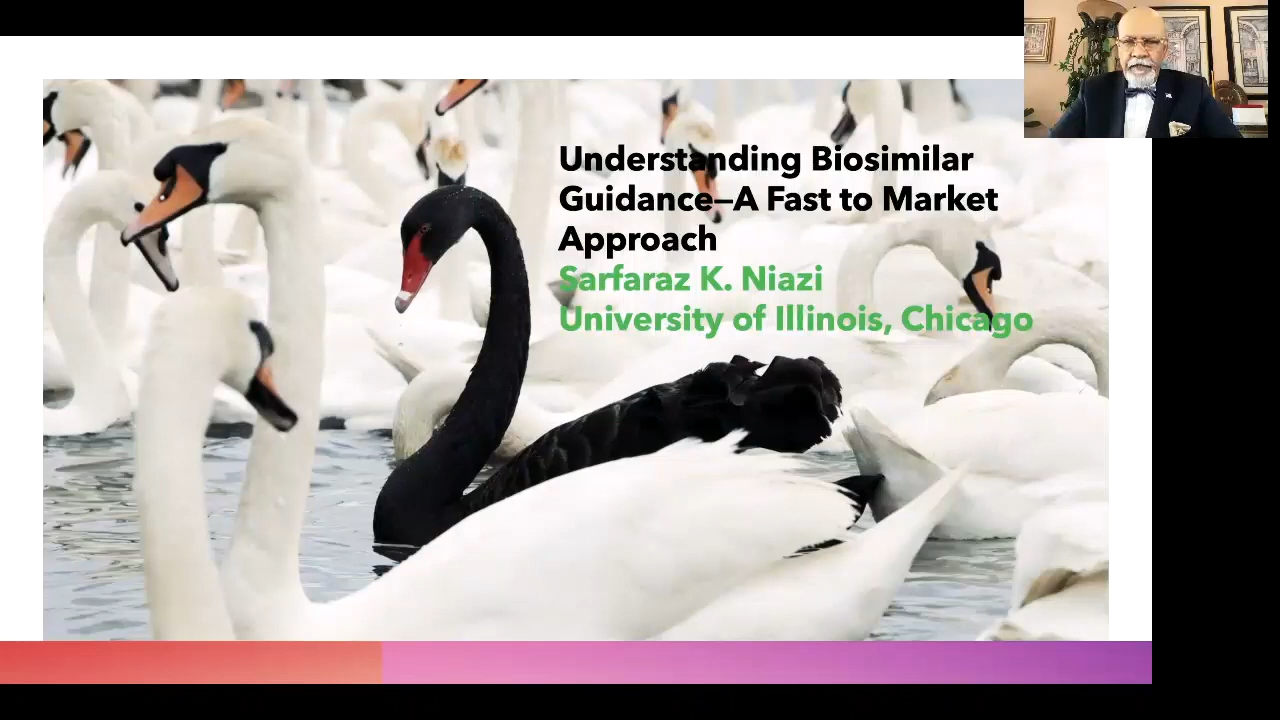 Understanding Biosimilar
Guidance—A Fast to Market
Approach
Sarfaraz K. Niazi
University of Illinois, Chicago